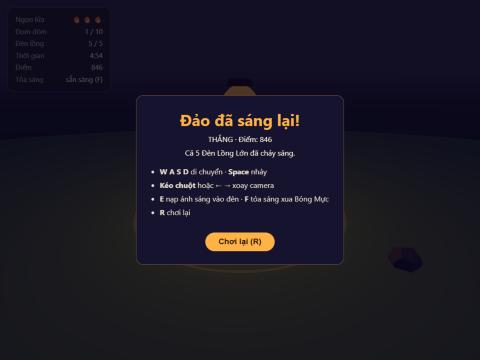 Ngọn lửa
Đom đóm 1 / 10
Đèn lồng 5 / 5
Thời gian 4:54
Điểm 846
Tỏa sáng sẵn sàng (F)
Đảo đã sáng lại!
THẮNG · Điểm: 846
Cả 5 Đèn Lồng Lớn đã cháy sáng.
• W A S D di chuyển · Space nhảy
• Kéo chuột hoặc ← → xoay camera
• E nạp ánh sáng vào đèn · F tỏa sáng xua Bóng Mực
• R chơi lại
Chơi lại (R)